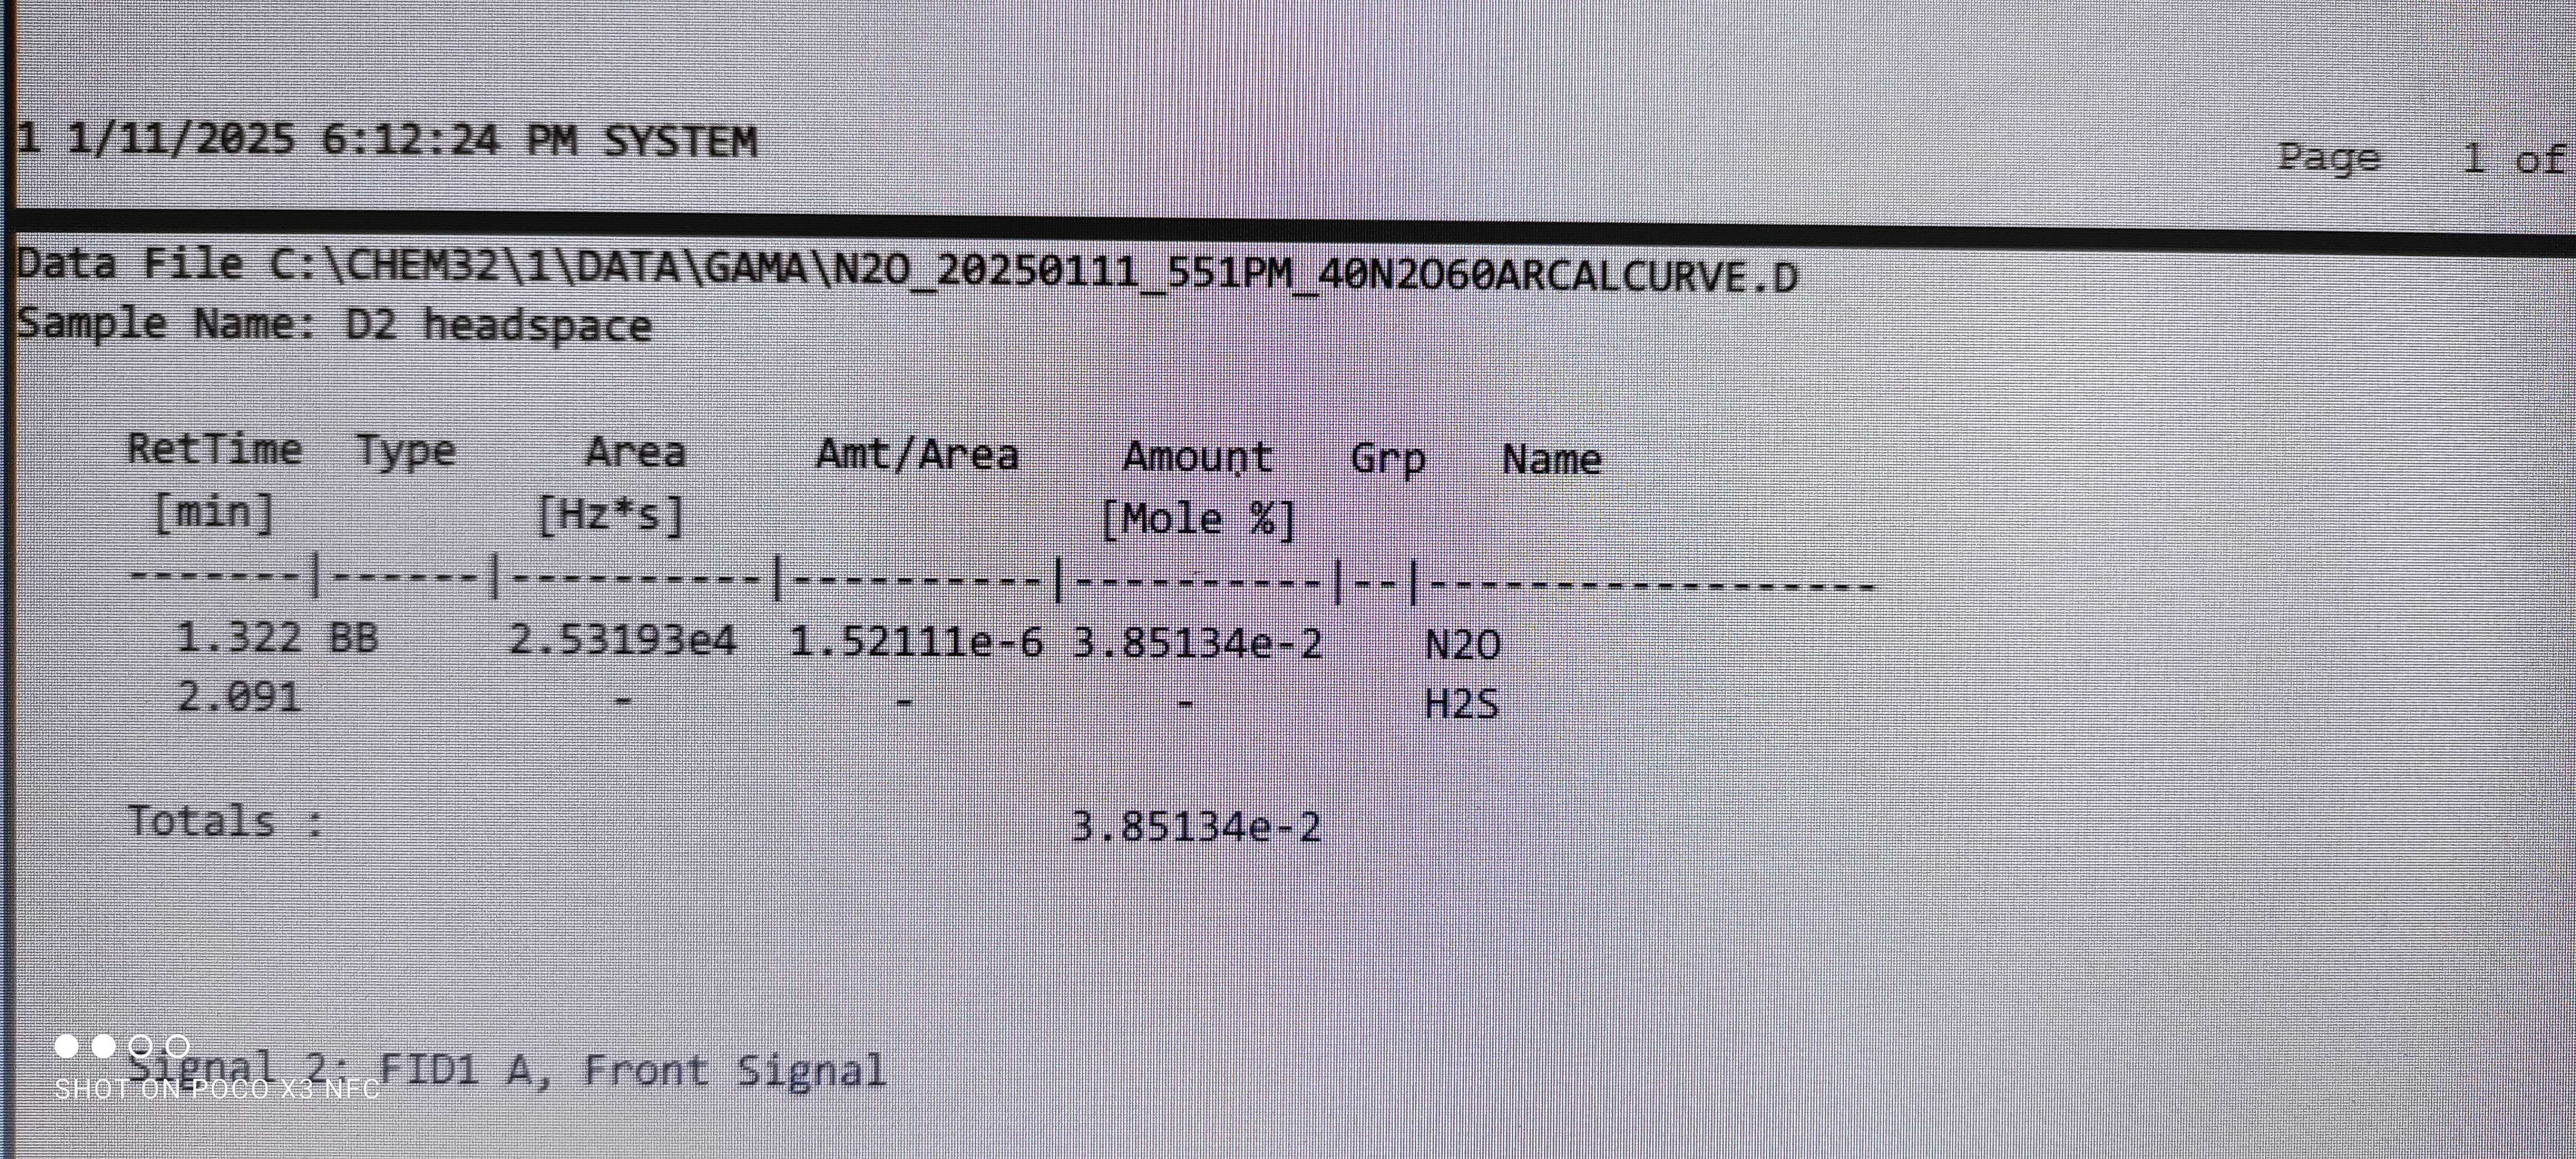 1 1/11/2025 6:12:24 PM SYSTEM
Page 1 of
Data File C:\CHEM32\1\DATA\GAMA\N2O_20250111_551PM_40N2O60ARCALCURVE.D
Sample Name: D2 headspace
RetTime Type Area Amt/Area Amount Grp Name
[min] [Hz*s] [Mole %]
-------|------|----------|----------|----------|--|------------------
1.322 BB 2.53193e4 1.52111e-6 3.85134e-2 N2O
2.091 - - - H2S
Totals : 3.85134e-2
Signal 2: FID1 A, Front Signal
SHOT ON POCO X3 NFC